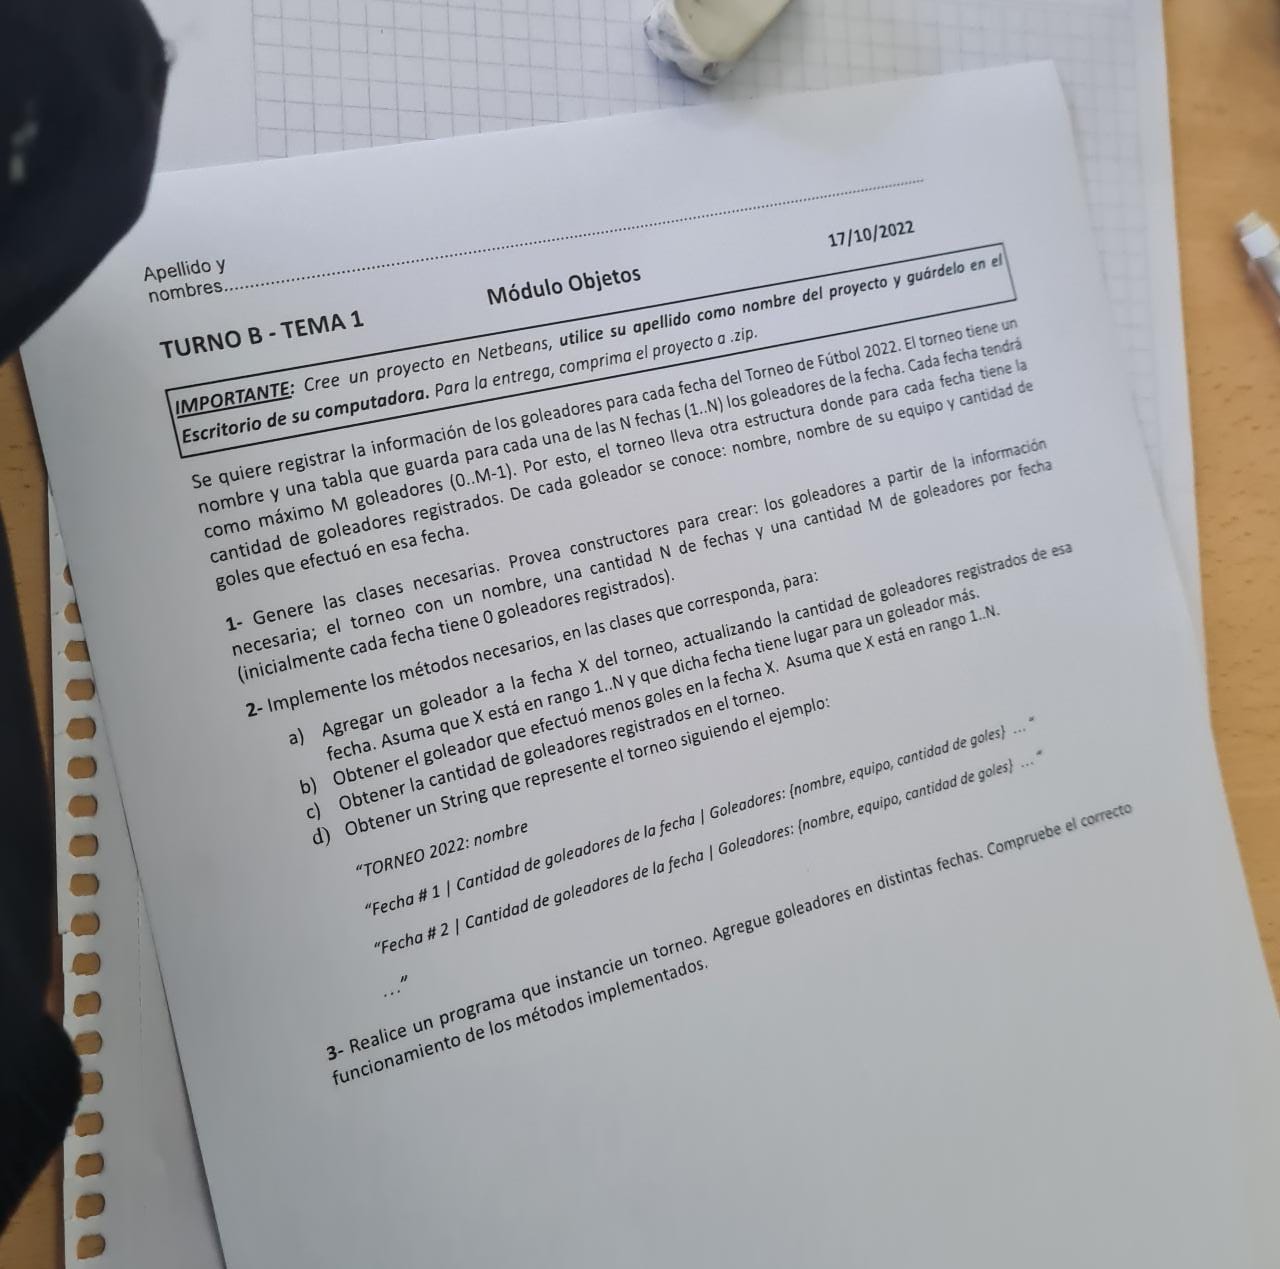 Apellido y
nombres........................................................................
TURNO B - TEMA 1
Módulo Objetos
17/10/2022
IMPORTANTE: Cree un proyecto en Netbeans, utilice su apellido como nombre del proyecto y guárdelo en el
Escritorio de su computadora. Para la entrega, comprima el proyecto a .zip.
Se quiere registrar la información de los goleadores para cada fecha del Torneo de Fútbol 2022. El torneo tiene un
nombre y una tabla que guarda para cada una de las N fechas (1..N) los goleadores de la fecha. Cada fecha tendrá
como máximo M goleadores (0..M-1). Por esto, el torneo lleva otra estructura donde para cada fecha tiene la
cantidad de goleadores registrados. De cada goleador se conoce: nombre, nombre de su equipo y cantidad de
goles que efectuó en esa fecha.
1- Genere las clases necesarias. Provea constructores para crear: los goleadores a partir de la información
necesaria; el torneo con un nombre, una cantidad N de fechas y una cantidad M de goleadores por fecha
(inicialmente cada fecha tiene 0 goleadores registrados).
2- Implemente los métodos necesarios, en las clases que corresponda, para:
a) Agregar un goleador a la fecha X del torneo, actualizando la cantidad de goleadores registrados de esa
fecha. Asuma que X está en rango 1..N y que dicha fecha tiene lugar para un goleador más.
b) Obtener el goleador que efectuó menos goles en la fecha X. Asuma que X está en rango 1..N.
c) Obtener la cantidad de goleadores registrados en el torneo.
d) Obtener un String que represente el torneo siguiendo el ejemplo:
“TORNEO 2022: nombre
“Fecha # 1 | Cantidad de goleadores de la fecha | Goleadores: {nombre, equipo, cantidad de goles} ... “
“Fecha # 2 | Cantidad de goleadores de la fecha | Goleadores: {nombre, equipo, cantidad de goles} ... “
...”
3- Realice un programa que instancie un torneo. Agregue goleadores en distintas fechas. Compruebe el correcto
funcionamiento de los métodos implementados.